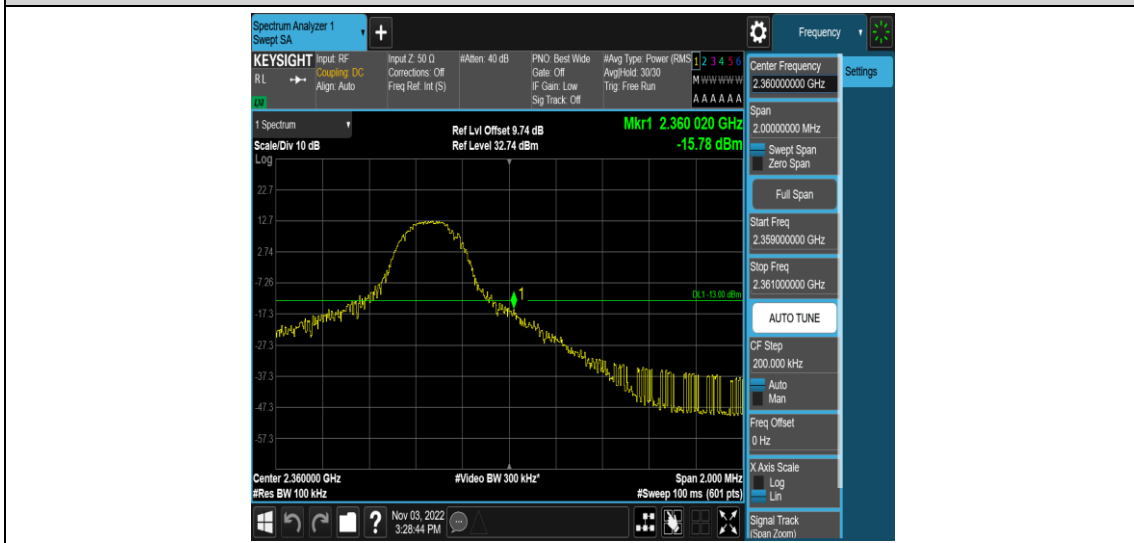 Spectrum Analyzer 1
Swept SA
+
Frequency
KEYSIGHT
Input: RF
Coupling: DC
Align: Auto
RL
LXI
Input Z: 50 Ω
Corrections: Off
Freq Ref: Int (S)
#Atten: 40 dB
PNO: Best Wide
Gate: Off
IF Gain: Low
Sig Track: Off
#Avg Type: Power (RMS
Avg|Hold: 30/30
Trig: Free Run
1 2 3 4 5 6
M W W W W W
A A A A A A
1 Spectrum
Scale/Div 10 dB
Log
Ref Lvl Offset 9.74 dB
Ref Level 32.74 dBm
Mkr1 2.360 020 GHz
-15.78 dBm
22.7
12.7
2.74
-7.26
-17.3
-27.3
-37.3
-47.3
-57.3
1
DL1 -13.00 dBm
Center 2.360000 GHz
#Res BW 100 kHz
#Video BW 300 kHz*
Span 2.000 MHz
#Sweep 100 ms (601 pts)
Center Frequency
2.360000000 GHz
Settings
Span
2.00000000 MHz
Swept Span
Zero Span
Full Span
Start Freq
2.359000000 GHz
Stop Freq
2.361000000 GHz
AUTO TUNE
CF Step
200.000 kHz
Auto
Man
Freq Offset
0 Hz
X Axis Scale
Log
Lin
Signal Track
(Span Zoom)
?
Nov 03, 2022
3:28:44 PM